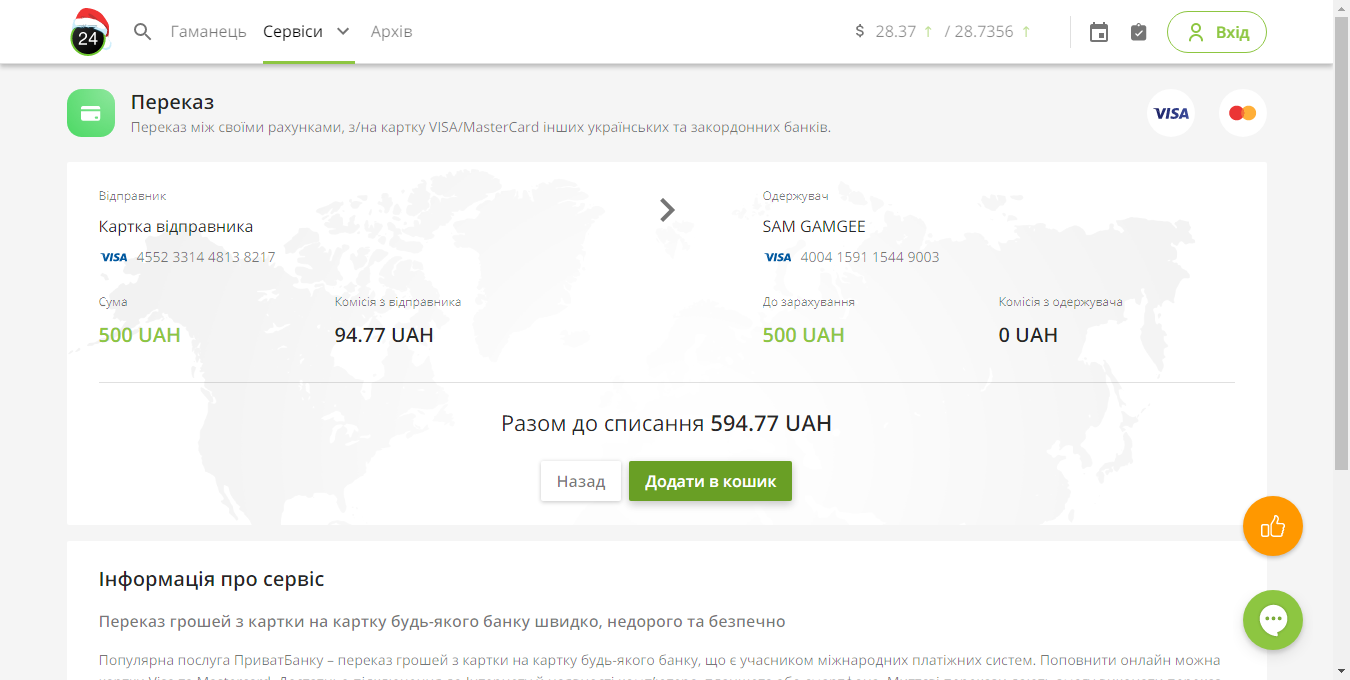 24
Гаманець Сервіси Архів
$ 28.37 ↑ / 28.7356 ↑
Вхід
Переказ
Переказ між своїми рахунками, з/на картку VISA/MasterCard інших українських та закордонних банків.
VISA
Відправник
Картка відправника
VISA 4552 3314 4813 8217
Одержувач
SAM GAMGEE
VISA 4004 1591 1544 9003
Сума
500 UAH
Комісія з відправника
94.77 UAH
До зарахування
500 UAH
Комісія з одержувача
0 UAH
Разом до списання 594.77 UAH
Назад
Додати в кошик
Інформація про сервіс
Переказ грошей з картки на картку будь-якого банку швидко, недорого та безпечно
Популярна послуга ПриватБанку – переказ грошей з картки на картку будь-якого банку, що є учасником міжнародних платіжних систем. Поповнити онлайн можна